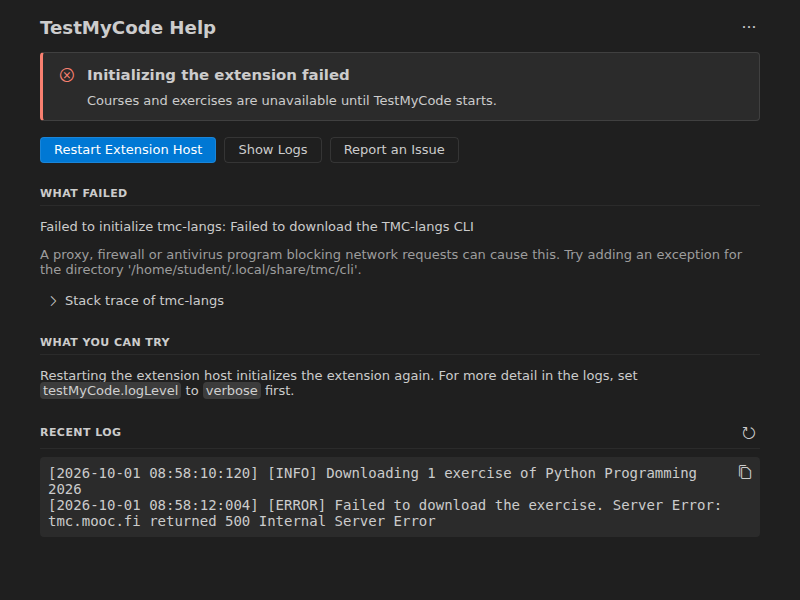 TestMyCode Help
Initializing the extension failed
Courses and exercises are unavailable until TestMyCode starts.
Restart Extension Host
Show Logs
Report an Issue
WHAT FAILED
Failed to initialize tmc-langs: Failed to download the TMC-langs CLI
A proxy, firewall or antivirus program blocking network requests can cause this. Try adding an exception for
the directory '/home/student/.local/share/tmc/cli'.
Stack trace of tmc-langs
WHAT YOU CAN TRY
Restarting the extension host initializes the extension again. For more detail in the logs, set
testMyCode.logLevel to verbose first.
RECENT LOG
[2026-10-01 08:58:10:120] [INFO] Downloading 1 exercise of Python Programming
2026
[2026-10-01 08:58:12:004] [ERROR] Failed to download the exercise. Server Error:
tmc.mooc.fi returned 500 Internal Server Error